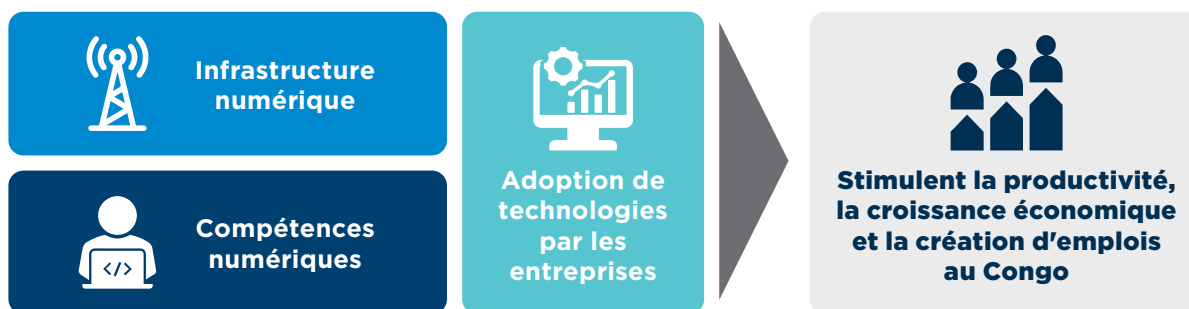 Infrastructure
numérique
Compétences
numériques
</>
Adoption de
technologies
par les
entreprises
Stimulent la productivité,
la croissance économique
et la création d'emplois
au Congo